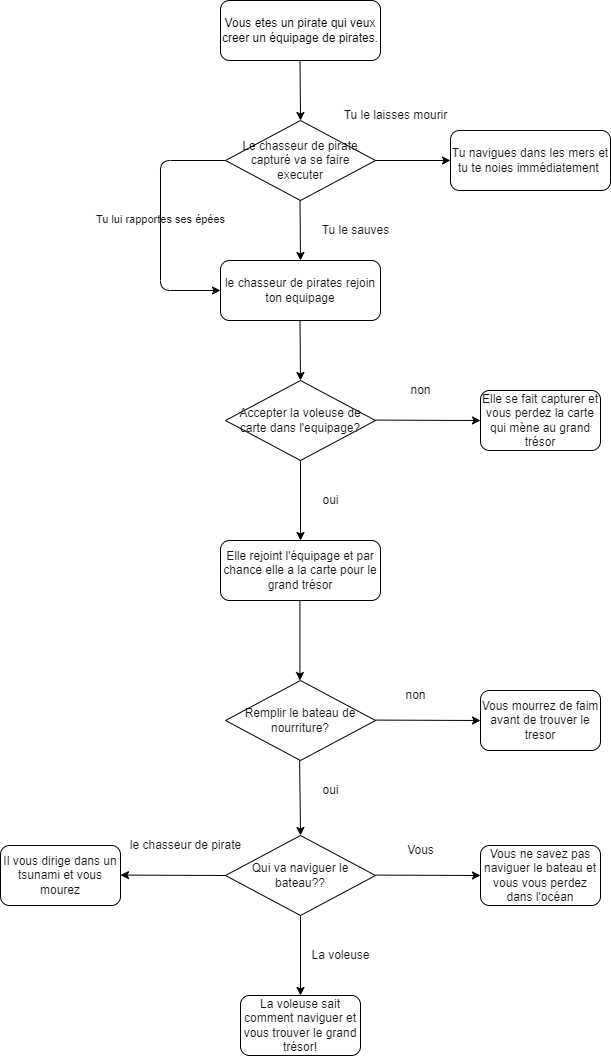 Vous etes un pirate qui veux
creer un équipage de pirates.
Tu le laisses mourir
Le chasseur de pirate
capturé va se faire
executer
Tu navigues dans les mers et
tu te noies immédiatement
Tu lui rapportes ses épées
Tu le sauves
le chasseur de pirates rejoin
ton equipage
non
Accepter la voleuse de
carte dans l'equipage?
Elle se fait capturer et
vous perdez la carte
qui mène au grand
trésor
oui
Elle rejoint l'équipage et par
chance elle a la carte pour le
grand trésor
non
Remplir le bateau de
nourriture?
Vous mourrez de faim
avant de trouver le
tresor
oui
le chasseur de pirate
Vous
Il vous dirige dans un
tsunami et vous
mourez
Qui va naviguer le
bateau??
Vous ne savez pas
naviguer le bateau et
vous vous perdez
dans l'océan
La voleuse
La voleuse sait
comment naviguer et
vous trouver le grand
trésor!